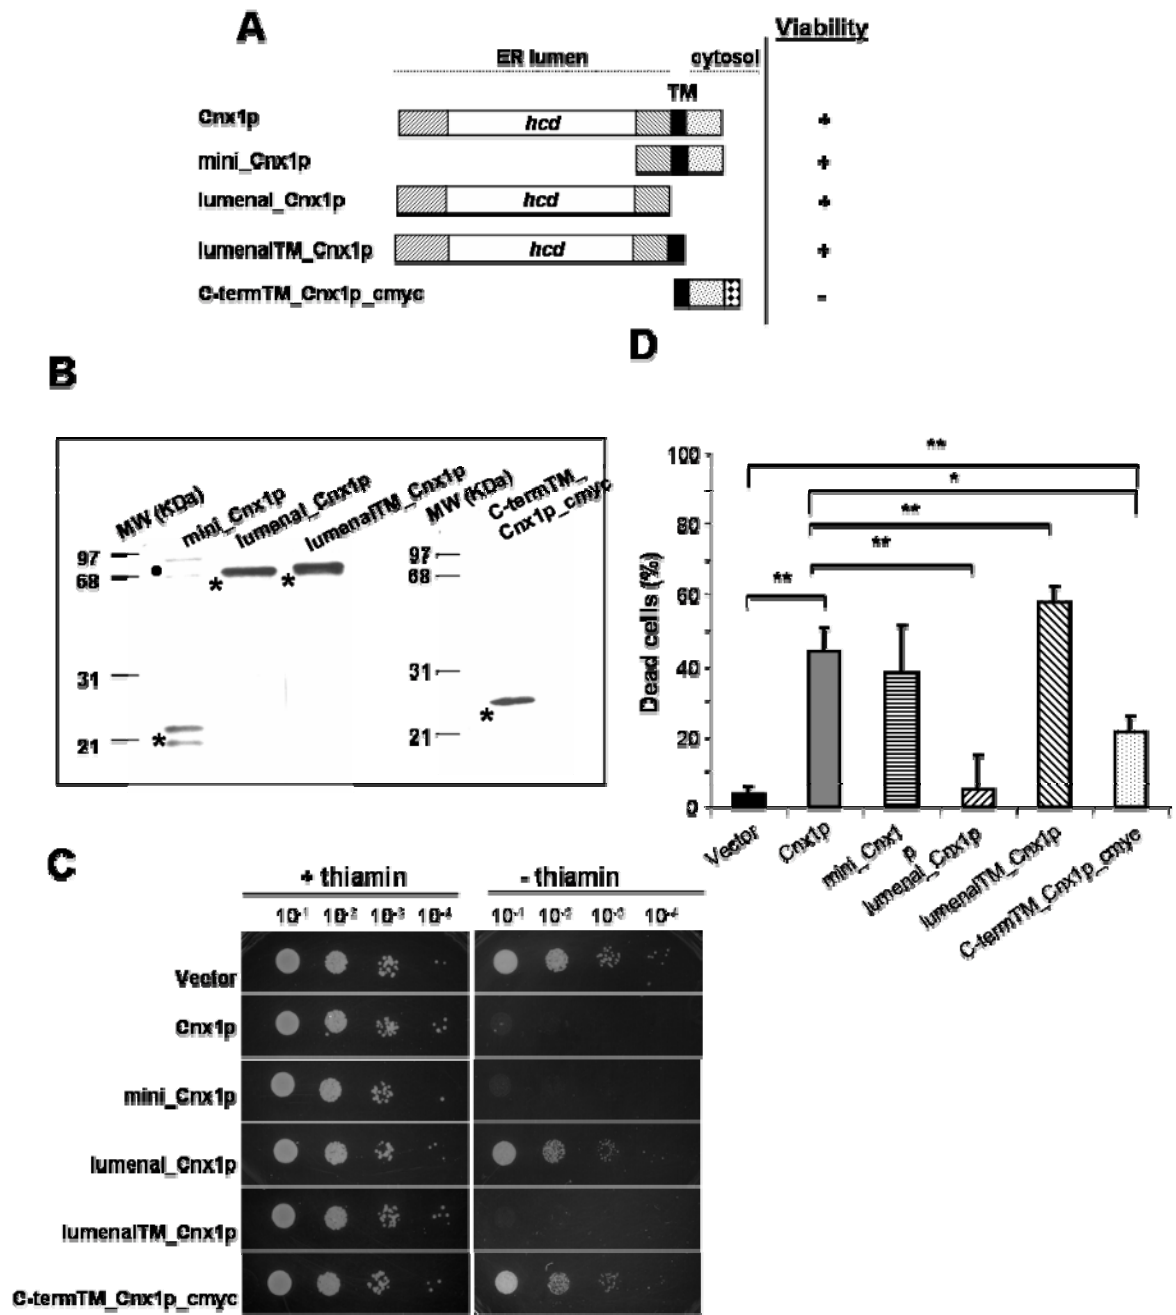 A
Viability
ER lumen
cytosol
TM
Cnx1p
hcd
+
mini_Cnx1p
+
lumenal_Cnx1p
hcd
+
lumenalTM_Cnx1p
hcd
+
C-termTM_Cnx1p_cmyc
-
B
MW (KDa)
mini_Cnx1p
lumenal_Cnx1p
lumenalTM_Cnx1p
MW (KDa)
C-termTM_
Cnx1p_cmyc
97
68
31
21
*
*
*
97
68
31
21
*
D
Dead cells (%)
100
80
60
40
20
0
**
*
**
**
**
Vector
Cnx1p
mini_Cnx1
p
lumenal_Cnx1p
lumenalTM_Cnx1p
C-termTM_Cnx1p_cmyc
C
+ thiamin
- thiamin
10-1 10-2 10-3 10-4
10-1 10-2 10-3 10-4
Vector
Cnx1p
mini_Cnx1p
lumenal_Cnx1p
lumenalTM_Cnx1p
C-termTM_Cnx1p_cmyc